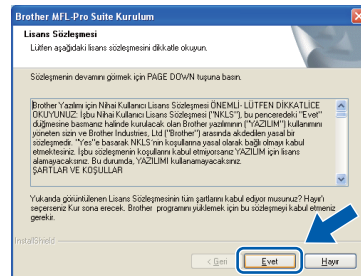 Brother MFL-Pro Suite Kurulum
Lisans Sözleşmesi
Lütfen aşağıdaki lisans sözleşmesini dikkatle okuyun.
Sözleşmenin devamını görmek için PAGE DOWN tuşuna basın.
Brother Yazılımı için Nihai Kullanıcı Lisans Sözleşmesi ÖNEMLİ- LÜTFEN DİKKATLİCE
OKUYUNUZ: İşbu Nihai Kullanıcı Lisans Sözleşmesi ("NKLS"), bu penceredeki "Evet"
düğmesine basmanız halinde kurulacak olan Brother yazılımının ("YAZILIM") kullanımını
yöneten sizin ve Brother Industries, Ltd ("Brother") arasında akdedilen yasal bir
sözleşmedir. "Yes"e basarak NKLS'nin koşullarına yasal olarak bağlı olmayı kabul
etmektesiniz. İşbu sözleşmenin koşullarını kabul etmiyorsanız YAZILIM için lisans
alamayacaksınız. Bu durumda, YAZILIMI kullanamayacaksınız.
ŞARTLAR VE KOŞULLAR
Yukarıda görüntülenen Lisans Sözleşmesinin tüm şartlarını kabul ediyor musunuz? Hayır'ı
seçerseniz Kur sona erecek. Brother programını yüklemek için bu sözleşmeyi kabul etmeniz
gerekir.
InstallShield
< Geri
Evet
Hayır